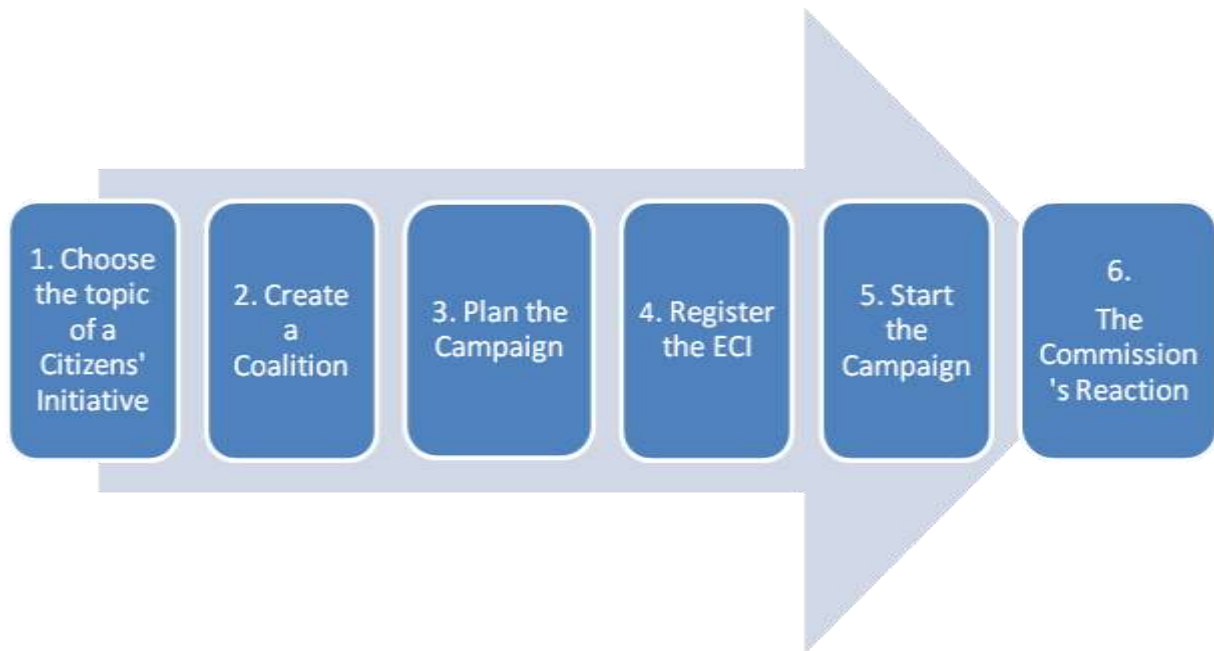 1. Choose
the topic
of a
Citizens'
Initiative
2. Create
a
Coalition
3. Plan the
Campaign
4. Register
the ECI
5. Start
the
Campaign
6.
The
Commission
's Reaction